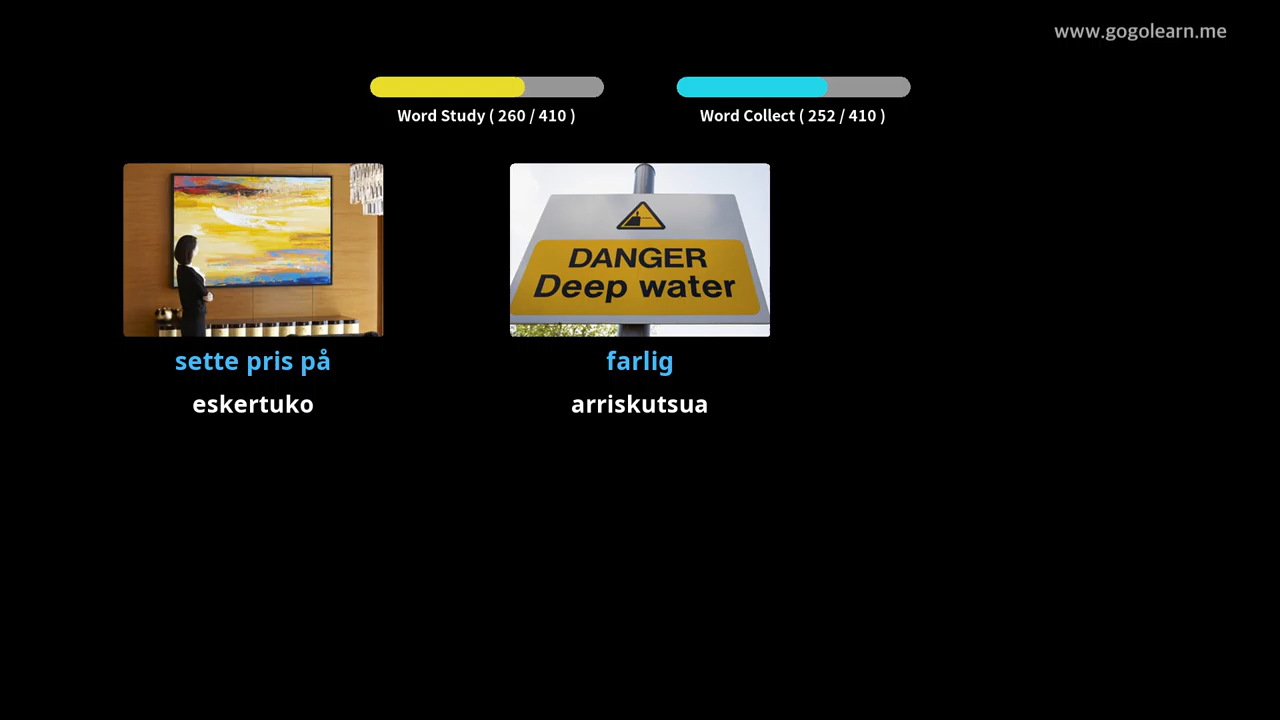 www.gogolearn.me
Word Study ( 260 / 410 )
Word Collect ( 252 / 410 )
DANGER
Deep water
sette pris på
farlig
eskertuko
arriskutsua